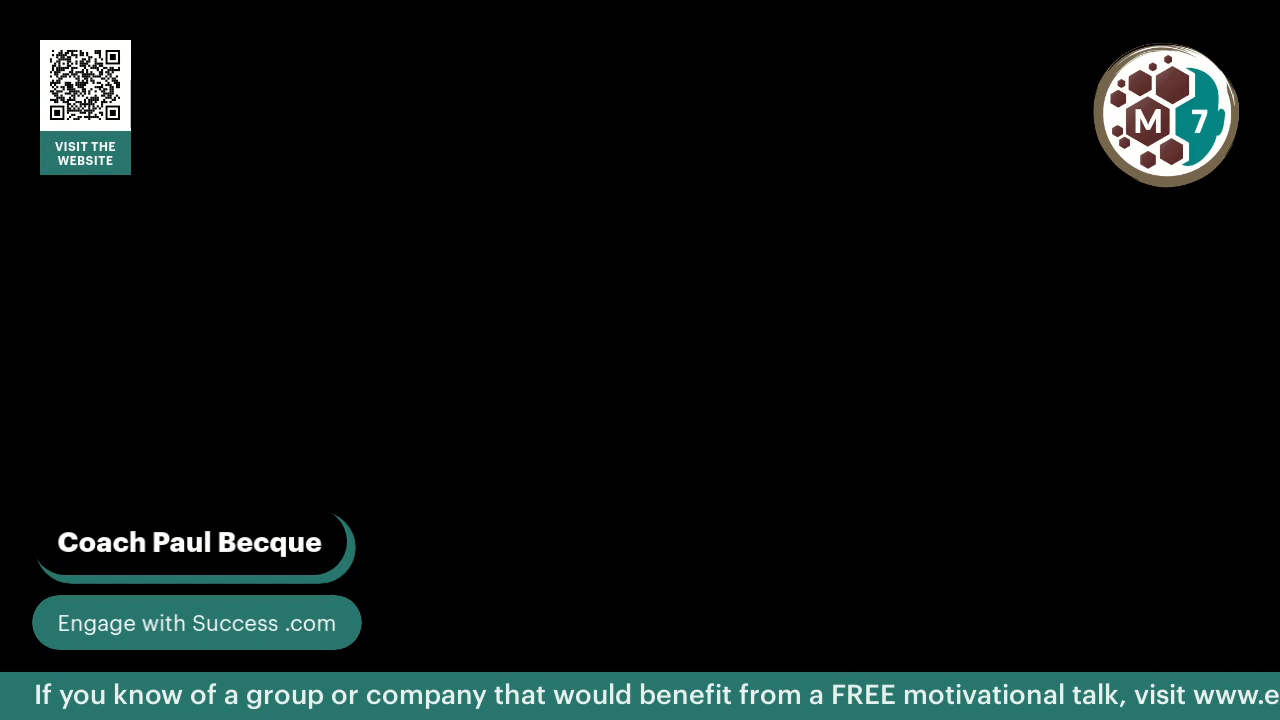 VISIT THE
WEBSITE
M 7
Coach Paul Becque
Engage with Success .com
If you know of a group or company that would benefit from a FREE motivational talk, visit www.e